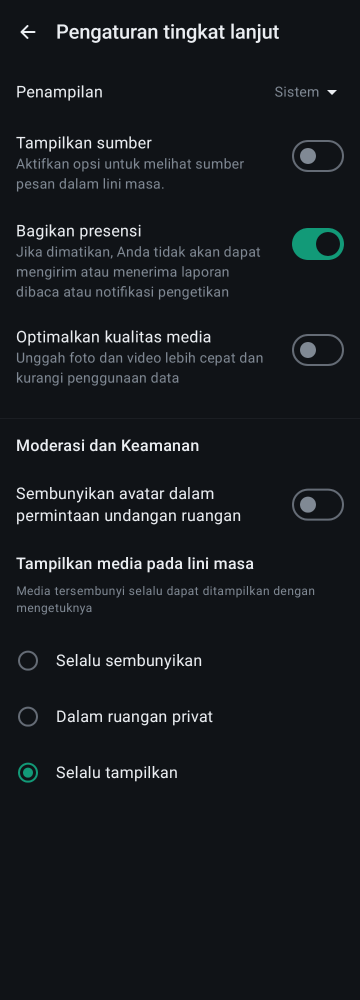 Pengaturan tingkat lanjut
Penampilan
Sistem
Tampilkan sumber
Aktifkan opsi untuk melihat sumber
pesan dalam lini masa.
Bagikan presensi
Jika dimatikan, Anda tidak akan dapat
mengirim atau menerima laporan
dibaca atau notifikasi pengetikan
Optimalkan kualitas media
Unggah foto dan video lebih cepat dan
kurangi penggunaan data
Moderasi dan Keamanan
Sembunyikan avatar dalam
permintaan undangan ruangan
Tampilkan media pada lini masa
Media tersembunyi selalu dapat ditampilkan dengan
mengetuknya
Selalu sembunyikan
Dalam ruangan privat
Selalu tampilkan